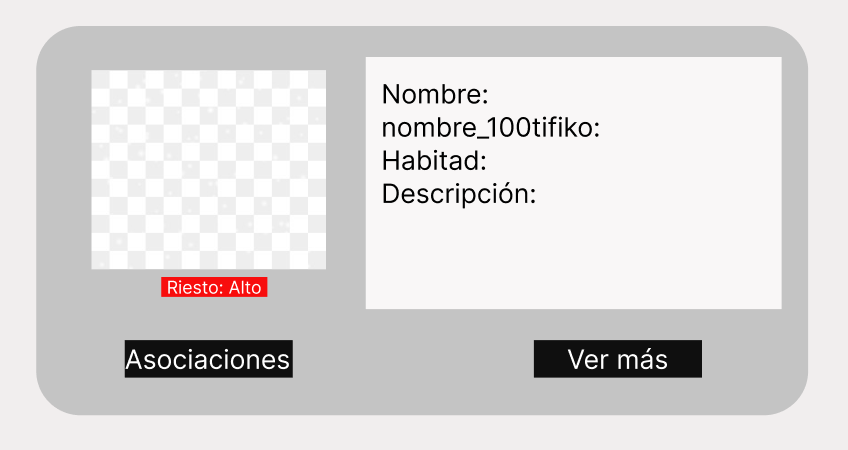 Nombre:
nombre_100tifiko:
Habitad:
Descripción:
Riesto: Alto
Asociaciones
Ver más